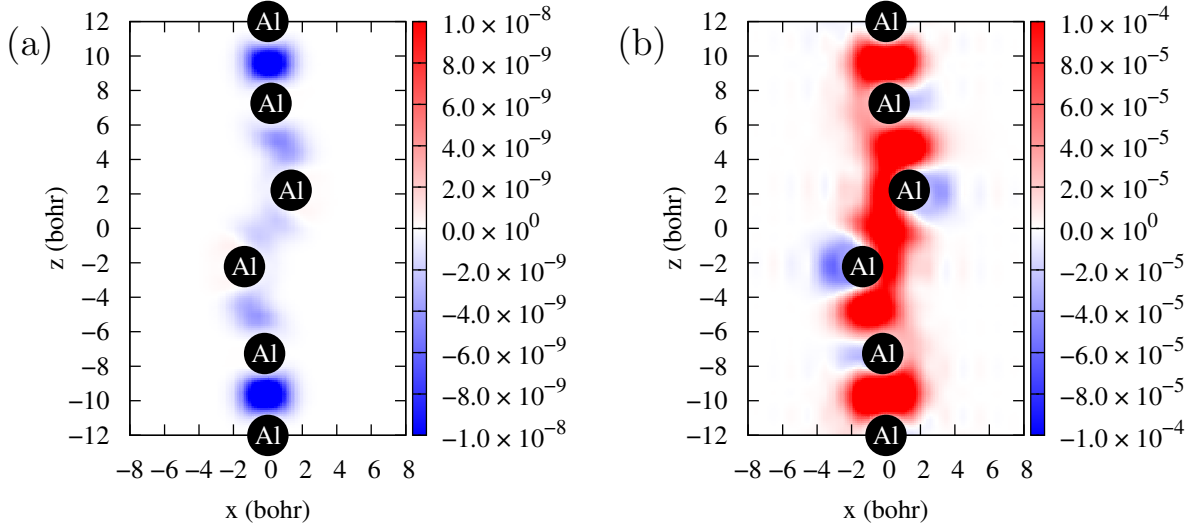 (a)
z (bohr)
12
10
8
6
4
2
0
−2
−4
−6
−8
−10
−12
Al
Al
Al
Al
Al
Al
−8 −6 −4 −2 0 2 4 6 8
x (bohr)
1.0 × 10⁻⁸
8.0 × 10⁻⁹
6.0 × 10⁻⁹
4.0 × 10⁻⁹
2.0 × 10⁻⁹
0.0 × 10⁰
−2.0 × 10⁻⁹
−4.0 × 10⁻⁹
−6.0 × 10⁻⁹
−8.0 × 10⁻⁹
−1.0 × 10⁻⁸
(b)
z (bohr)
12
10
8
6
4
2
0
−2
−4
−6
−8
−10
−12
Al
Al
Al
Al
Al
Al
−8 −6 −4 −2 0 2 4 6 8
x (bohr)
1.0 × 10⁻⁴
8.0 × 10⁻⁵
6.0 × 10⁻⁵
4.0 × 10⁻⁵
2.0 × 10⁻⁵
0.0 × 10⁰
−2.0 × 10⁻⁵
−4.0 × 10⁻⁵
−6.0 × 10⁻⁵
−8.0 × 10⁻⁵
−1.0 × 10⁻⁴